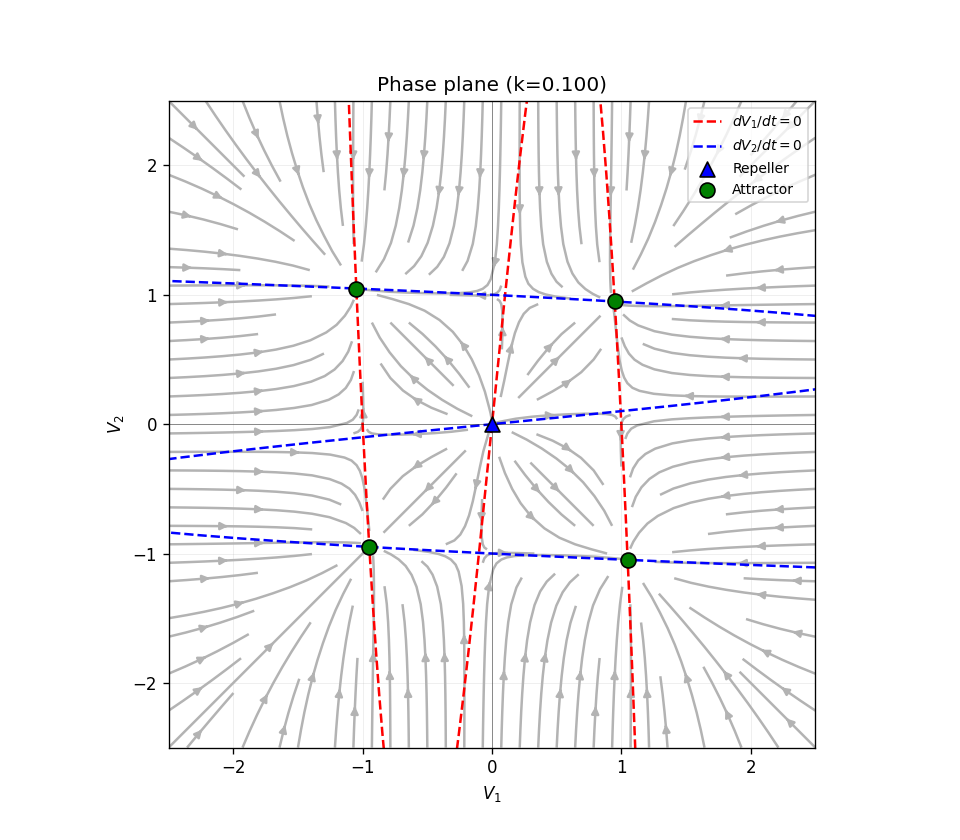 Phase plane (k=0.100)
dV₁/dt = 0
dV₂/dt = 0
Repeller
Attractor
2
1
0
−1
−2
V₂
−2 −1 0 1 2
V₁